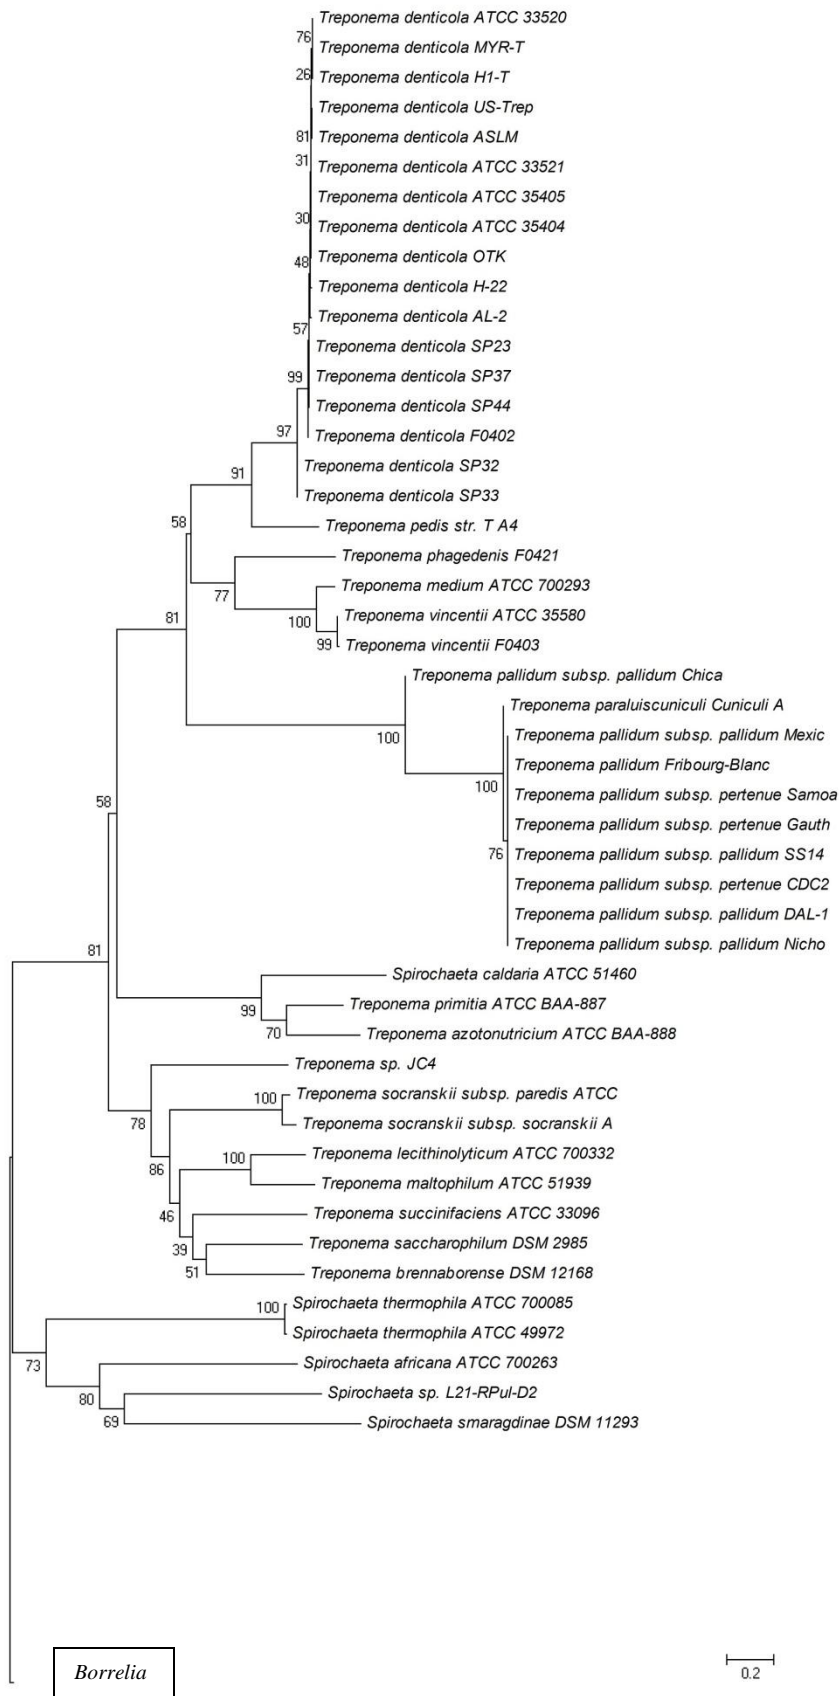 Treponema denticola ATCC 33520
76
Treponema denticola MYR-T
26
Treponema denticola H1-T
Treponema denticola US-Trep
81
Treponema denticola ASLM
31
Treponema denticola ATCC 33521
Treponema denticola ATCC 35405
30
Treponema denticola ATCC 35404
Treponema denticola OTK
48
Treponema denticola H-22
Treponema denticola AL-2
57
Treponema denticola SP23
99
Treponema denticola SP37
Treponema denticola SP44
97
Treponema denticola F0402
Treponema denticola SP32
91
Treponema denticola SP33
58
Treponema pedis str. T A4
Treponema phagedenis F0421
77
Treponema medium ATCC 700293
81
100
Treponema vincentii ATCC 35580
99
Treponema vincentii F0403
Treponema pallidum subsp. pallidum Chica
Treponema paraluiscuniculi Cuniculi A
100
Treponema pallidum subsp. pallidum Mexic
Treponema pallidum Fribourg-Blanc
100
Treponema pallidum subsp. pertenue Samoa
58
Treponema pallidum subsp. pertenue Gauth
76
Treponema pallidum subsp. pallidum SS14
Treponema pallidum subsp. pertenue CDC2
Treponema pallidum subsp. pallidum DAL-1
Treponema pallidum subsp. pallidum Nicho
81
Spirochaeta caldaria ATCC 51460
99
Treponema primitia ATCC BAA-887
70
Treponema azotonutricium ATCC BAA-888
Treponema sp. JC4
100
Treponema socranskii subsp. paredis ATCC
78
Treponema socranskii subsp. socranskii A
86
Treponema lecithinolyticum ATCC 700332
100
Treponema maltophilum ATCC 51939
46
Treponema succinifaciens ATCC 33096
39
Treponema saccharophilum DSM 2985
51
Treponema brennaborense DSM 12168
100
Spirochaeta thermophila ATCC 700085
Spirochaeta thermophila ATCC 49972
73
Spirochaeta africana ATCC 700263
80
Spirochaeta sp. L21-RPul-D2
69
Spirochaeta smaragdinae DSM 11293
Borrelia
0.2